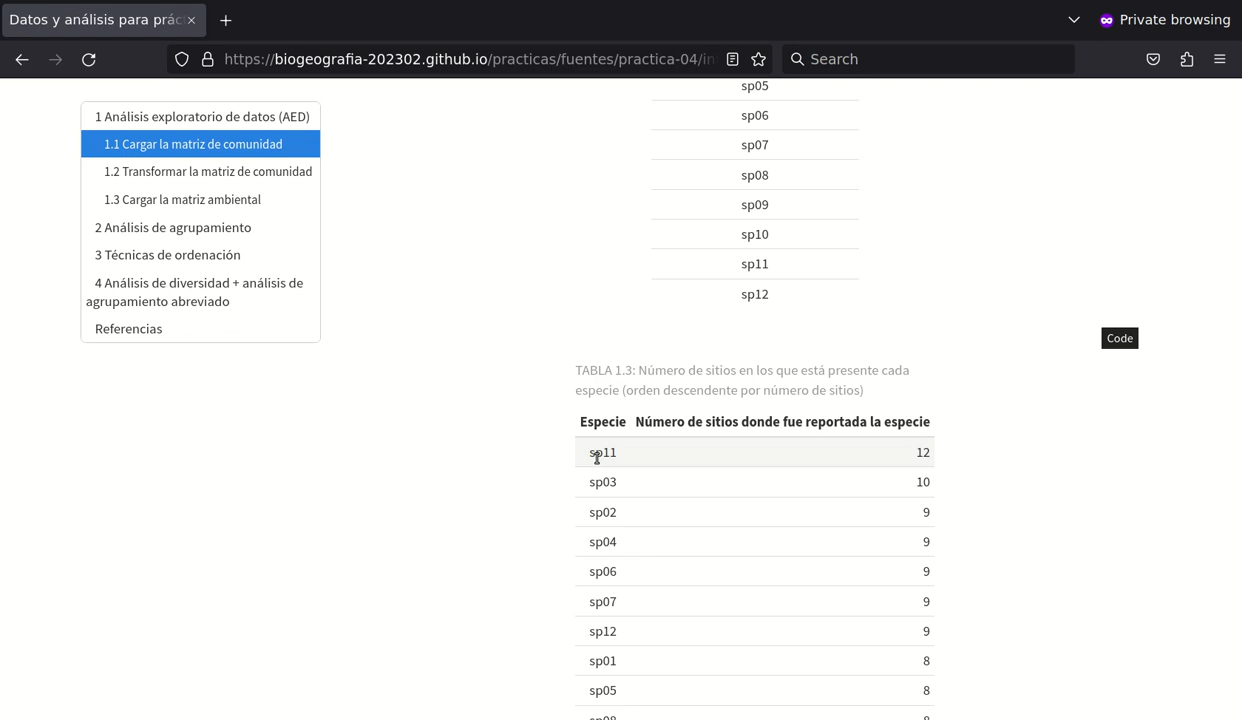 Datos y análisis para prác
Private browsing
https://biogeografia-202302.github.io/practicas/fuentes/practica-04/in
Search
1 Análisis exploratorio de datos (AED)
1.1 Cargar la matriz de comunidad
1.2 Transformar la matriz de comunidad
1.3 Cargar la matriz ambiental
2 Análisis de agrupamiento
3 Técnicas de ordenación
4 Análisis de diversidad + análisis de
agrupamiento abreviado
Referencias
sp05
sp06
sp07
sp08
sp09
sp10
sp11
sp12
Code
TABLA 1.3: Número de sitios en los que está presente cada
especie (orden descendente por número de sitios)
Especie Número de sitios donde fue reportada la especie
sp11 12
sp03 10
sp02 9
sp04 9
sp06 9
sp07 9
sp12 9
sp01 8
sp05 8
sp08 8